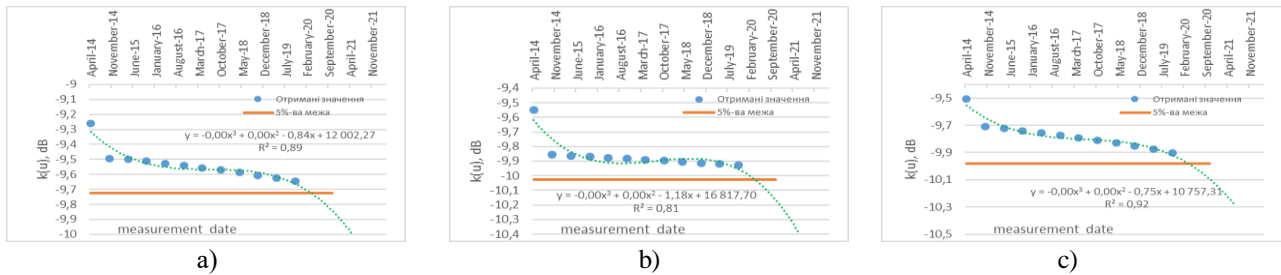 April-14
November-14
June-15
January-16
August-16
March-17
October-17
May-18
December-18
July-19
February-20
September-20
April-21
November-21
-9
-9,1
-9,2
-9,3
-9,4
-9,5
-9,6
-9,7
-9,8
-9,9
-10
k(u), dB
Отримані значення
5%-ва межа
y = -0,00x³ + 0,00x² - 0,84x + 12 002,27
R² = 0,89
measurement date
a)
April-14
November-14
June-15
January-16
August-16
March-17
October-17
May-18
December-18
July-19
February-20
September-20
April-21
November-21
-9,4
-9,5
-9,6
-9,7
-9,8
-9,9
-10
-10,1
-10,2
-10,3
-10,4
k(u), dB
Отримані значення
5%-ва межа
y = -0,00x³ + 0,00x² - 1,18x + 16 817,70
R² = 0,81
measurement date
b)
April-14
November-14
June-15
January-16
August-16
March-17
October-17
May-18
December-18
July-19
February-20
September-20
April-21
November-21
-9,5
-9,7
-9,9
-10,1
-10,3
-10,5
k(u), dB
Отримані значення
5%-ва межа
y = -0,00x³ + 0,00x² - 0,75x + 10 757,31
R² = 0,92
measurement date
c)